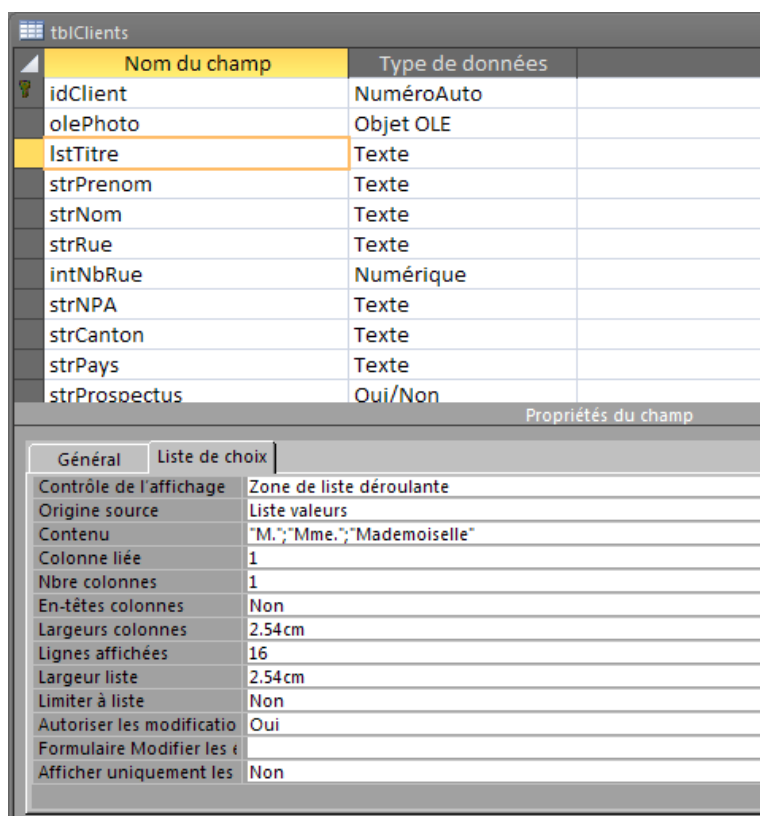 tblClients
Nom du champ Type de données
idClient NuméroAuto
olePhoto Objet OLE
lstTitre Texte
strPrenom Texte
strNom Texte
strRue Texte
intNbRue Numérique
strNPA Texte
strCanton Texte
strPays Texte
strProspectus Oui/Non
Propriétés du champ
Général Liste de choix
Contrôle de l'affichage Zone de liste déroulante
Origine source Liste valeurs
Contenu "M.";"Mme.";"Mademoiselle"
Colonne liée 1
Nbre colonnes 1
En-têtes colonnes Non
Largeurs colonnes 2.54cm
Lignes affichées 16
Largeur liste 2.54cm
Limiter à liste Non
Autoriser les modificatio Oui
Formulaire Modifier les é
Afficher uniquement les Non